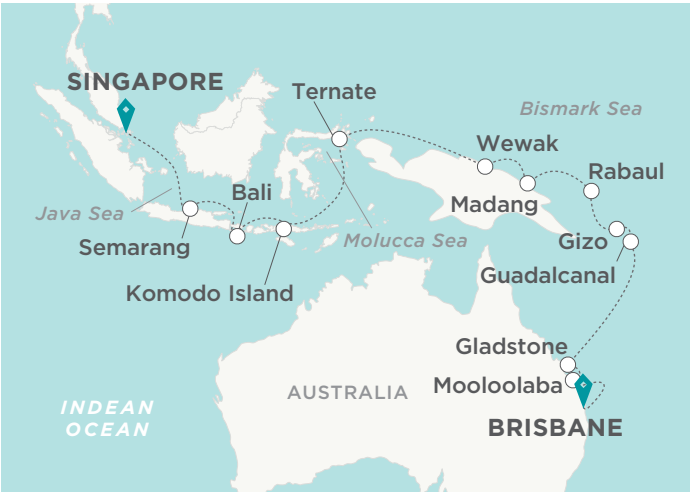 SINGAPORE
Ternate
Bismark Sea
Wewak
Rabaul
Bali
Madang
Java Sea
Semarang
Molucca Sea
Gizo
Guadalcanal
Komodo Island
Gladstone
Mooloolaba
AUSTRALIA
INDEAN
OCEAN
BRISBANE